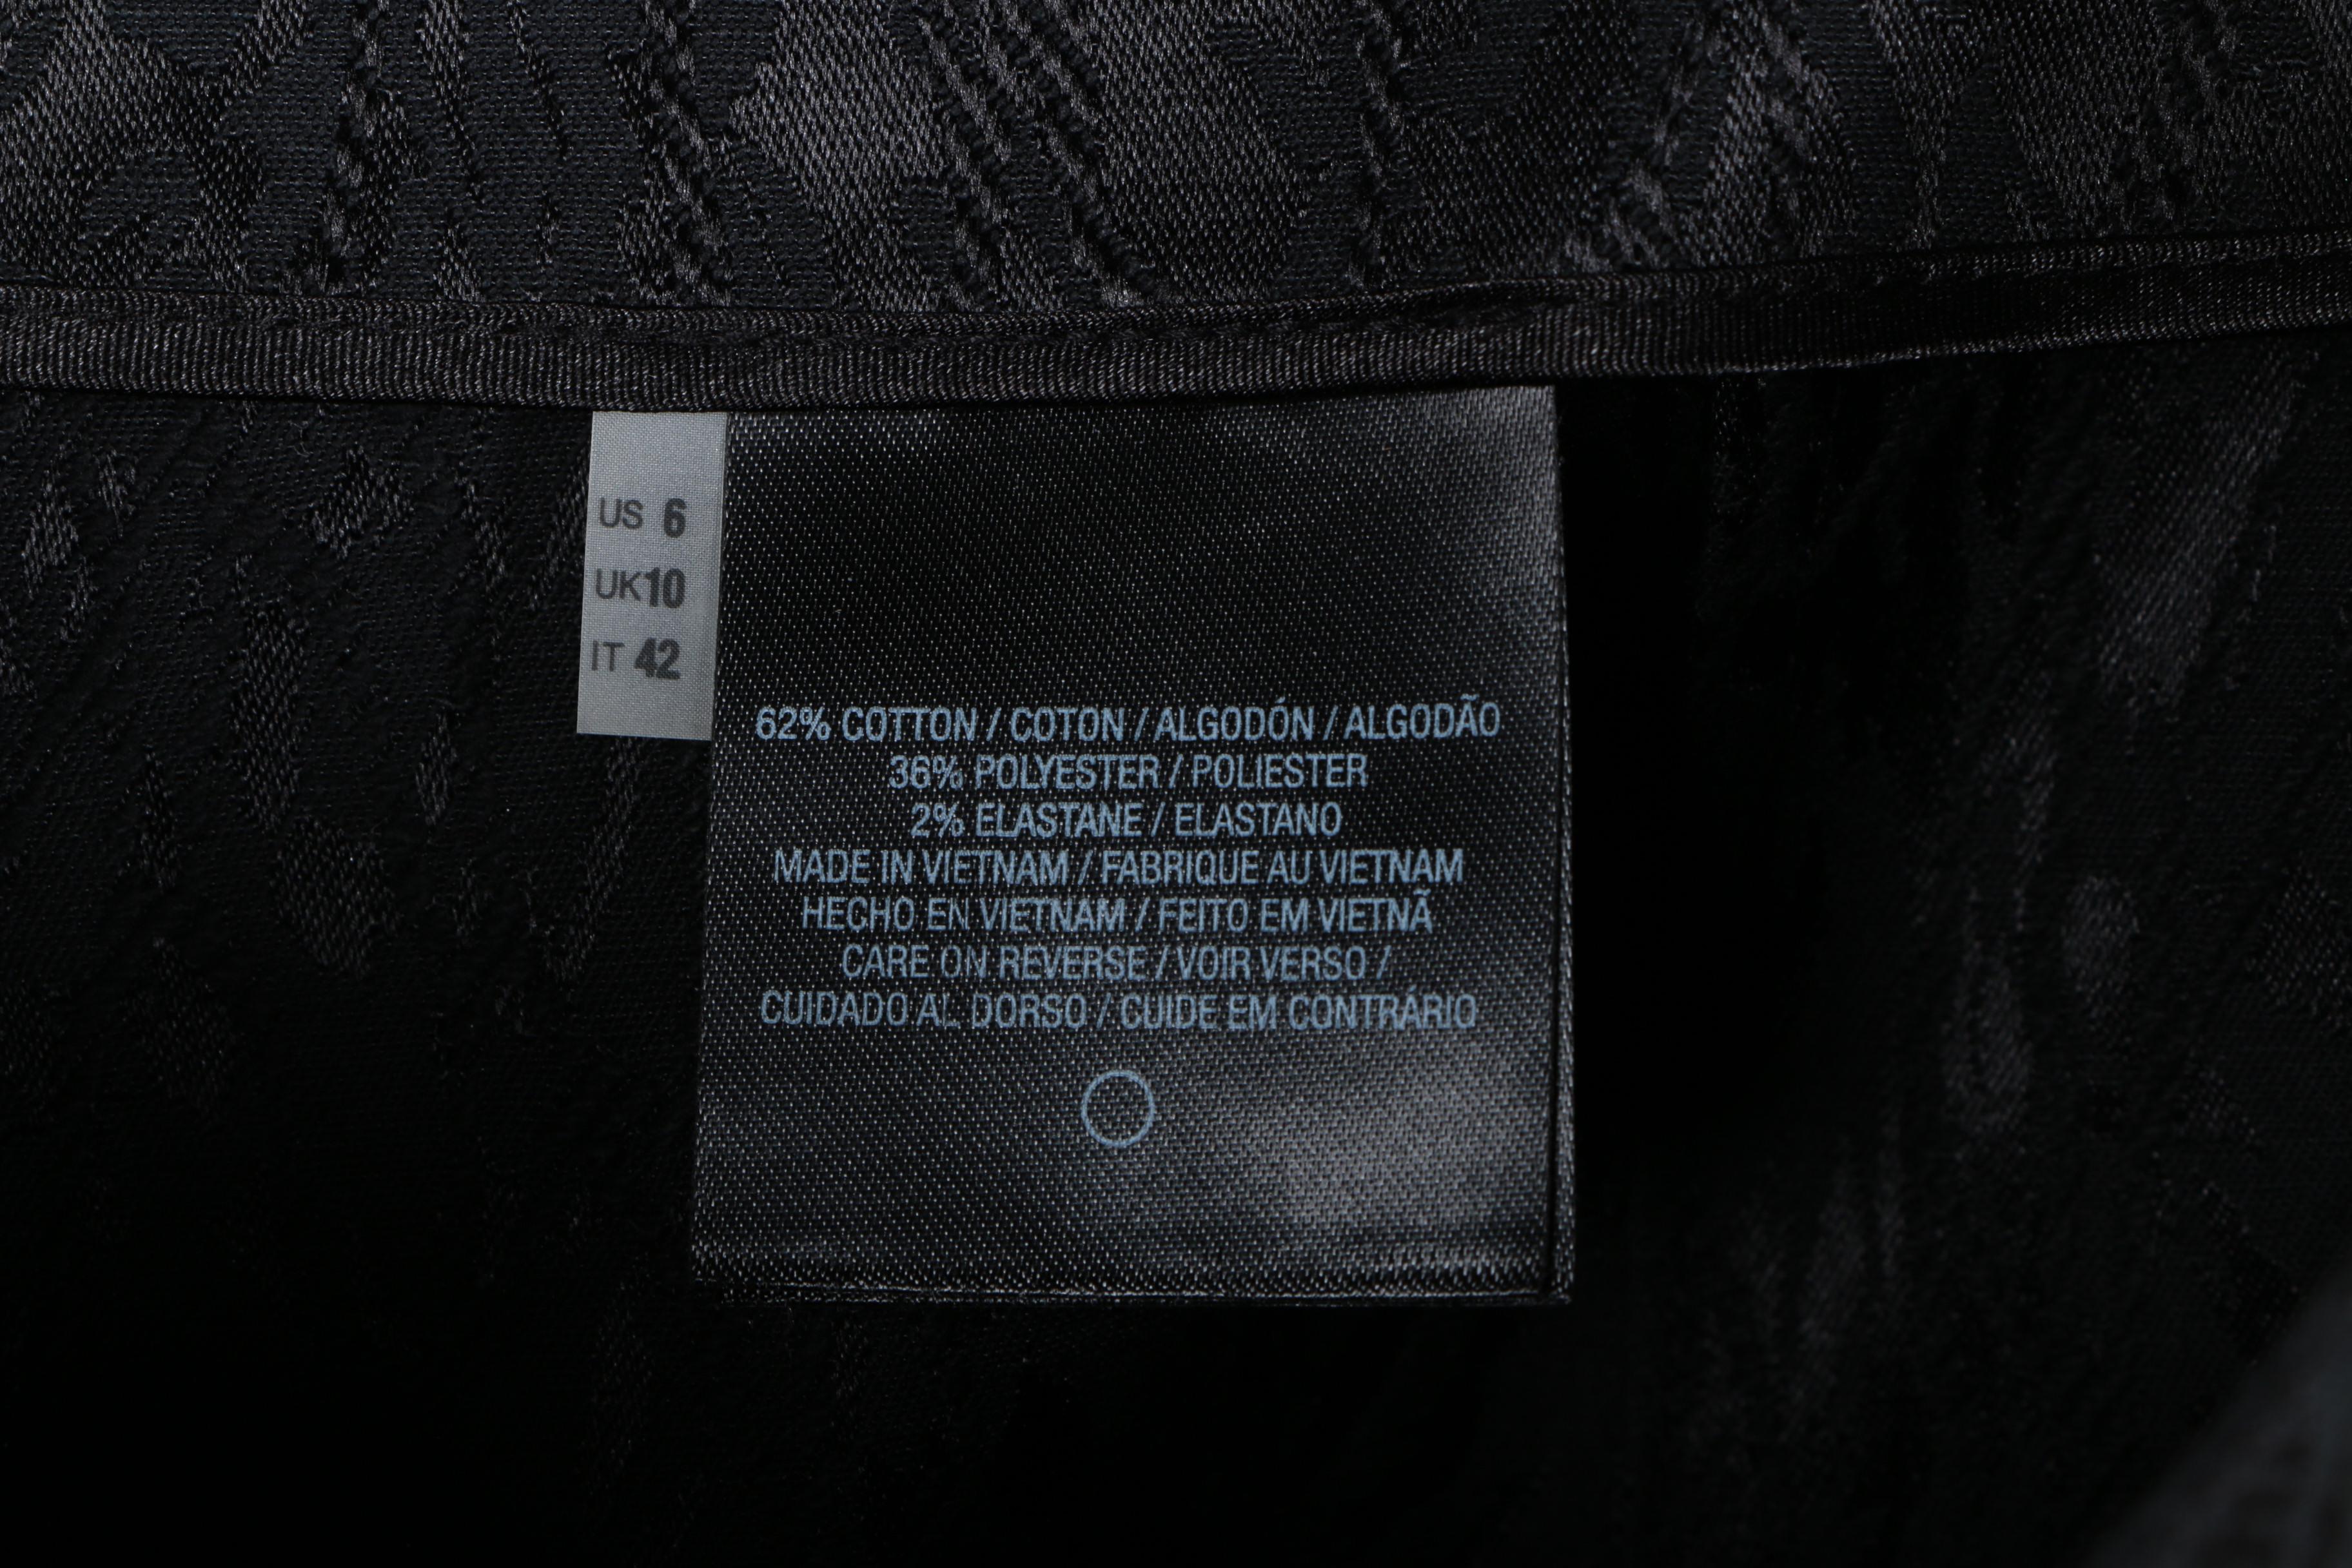 US 6
UK10
IT 42
62% COTTON / COTON / ALGODÓN / ALGODÃO
36% POLYESTER / POLIESTER
2% ELASTANE / ELASTANO
MADE IN VIETNAM / FABRIQUE AU VIETNAM
HECHO EN VIETNAM / FEITO EM VIETNÃ
CARE ON REVERSE / VOIR VERSO /
CUIDADO AL DORSO / CUIDE EM CONTRÁRIO